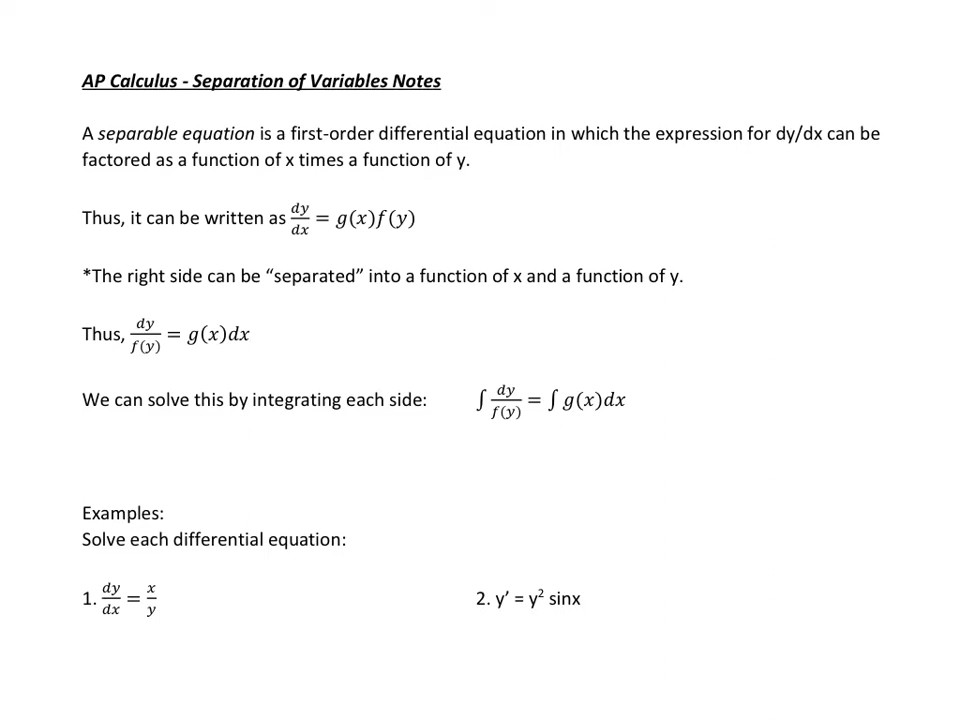 AP Calculus - Separation of Variables Notes
A separable equation is a first-order differential equation in which the expression for dy/dx can be
factored as a function of x times a function of y.
Thus, it can be written as dy/dx = g(x)f(y)
*The right side can be “separated” into a function of x and a function of y.
Thus, dy/f(y) = g(x)dx
We can solve this by integrating each side: ∫ dy/f(y) = ∫ g(x)dx
Examples:
Solve each differential equation:
1. dy/dx = x/y
2. y’ = y² sinx